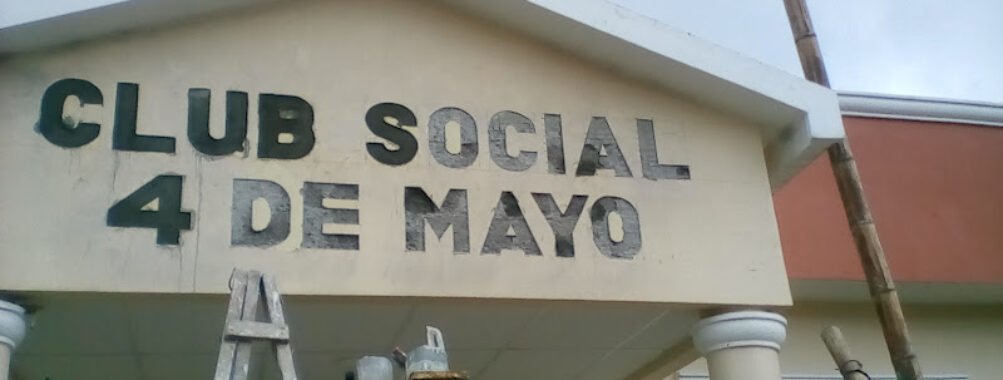 CLUB SOCIAL
4 DE MAYO